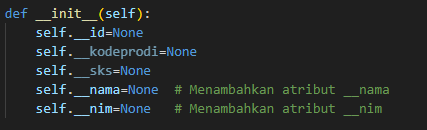 def __init__(self):
    self.__id=None
    self.__kodeprodi=None
    self.__sks=None
    self.__nama=None  # Menambahkan atribut __nama
    self.__nim=None   # Menambahkan atribut __nim